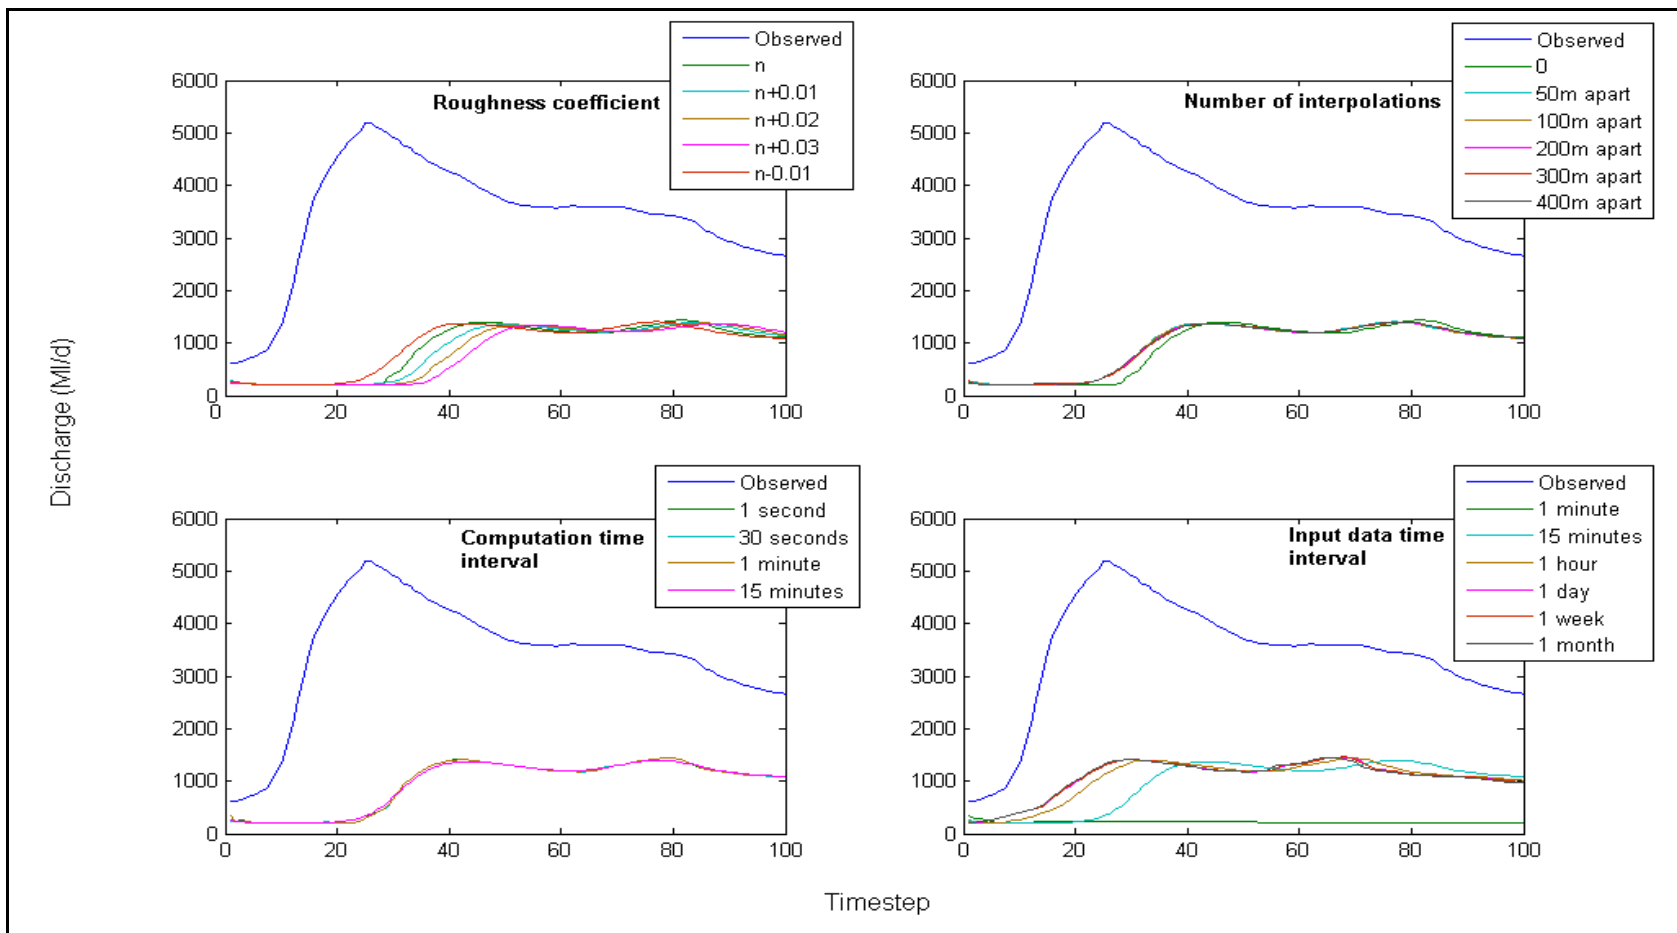 Observed
n
n+0.01
n+0.02
n+0.03
n-0.01
Roughness coefficient
6000
5000
4000
3000
2000
1000
0
0 20 40 60 80 100
Observed
0
50m apart
100m apart
200m apart
300m apart
400m apart
Number of interpolations
6000
5000
4000
3000
2000
1000
0
0 20 40 60 80 100
Discharge (Ml/d)
Observed
1 second
30 seconds
1 minute
15 minutes
Computation time
interval
6000
5000
4000
3000
2000
1000
0
0 20 40 60 80 100
Observed
1 minute
15 minutes
1 hour
1 day
1 week
1 month
Input data time
interval
6000
5000
4000
3000
2000
1000
0
0 20 40 60 80 100
Timestep